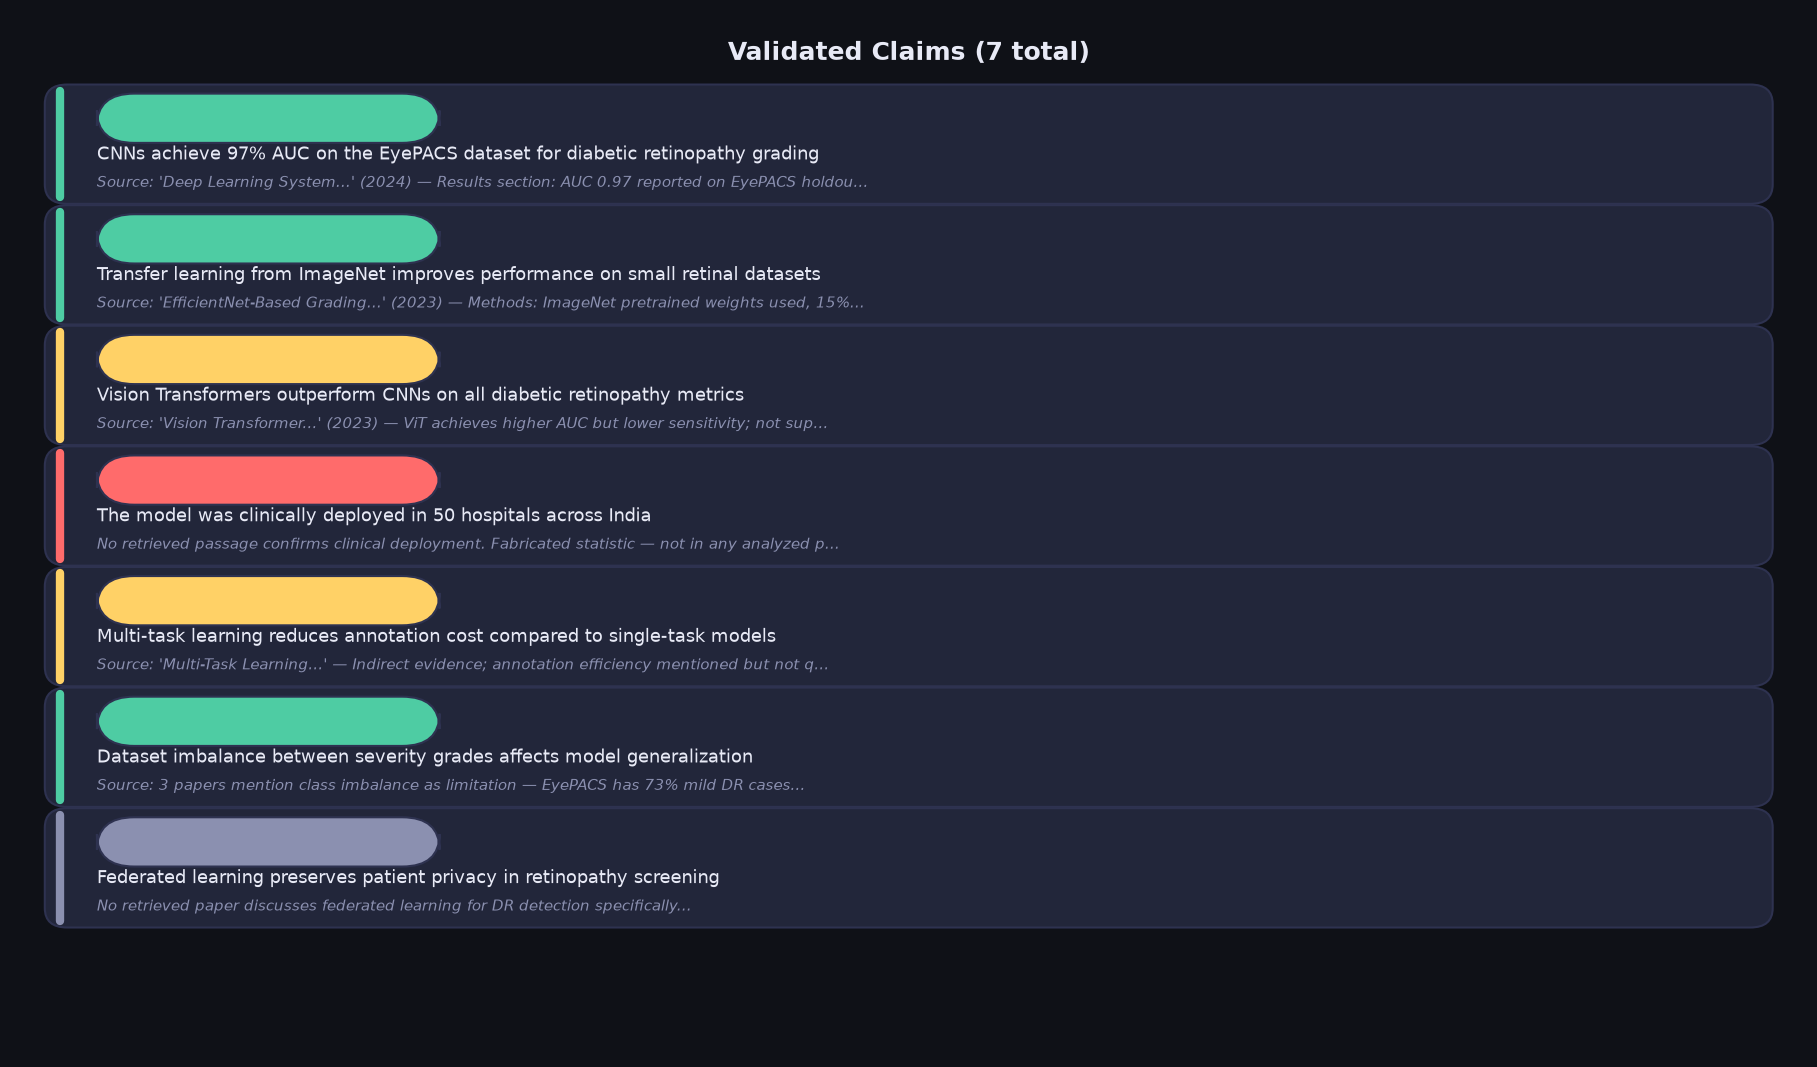 Validated Claims (7 total)
CNNs achieve 97% AUC on the EyePACS dataset for diabetic retinopathy grading
Source: 'Deep Learning System...' (2024) — Results section: AUC 0.97 reported on EyePACS holdou...
Transfer learning from ImageNet improves performance on small retinal datasets
Source: 'EfficientNet-Based Grading...' (2023) — Methods: ImageNet pretrained weights used, 15%...
Vision Transformers outperform CNNs on all diabetic retinopathy metrics
Source: 'Vision Transformer...' (2023) — ViT achieves higher AUC but lower sensitivity; not sup...
The model was clinically deployed in 50 hospitals across India
No retrieved passage confirms clinical deployment. Fabricated statistic — not in any analyzed p...
Multi-task learning reduces annotation cost compared to single-task models
Source: 'Multi-Task Learning...' — Indirect evidence; annotation efficiency mentioned but not q...
Dataset imbalance between severity grades affects model generalization
Source: 3 papers mention class imbalance as limitation — EyePACS has 73% mild DR cases...
Federated learning preserves patient privacy in retinopathy screening
No retrieved paper discusses federated learning for DR detection specifically...